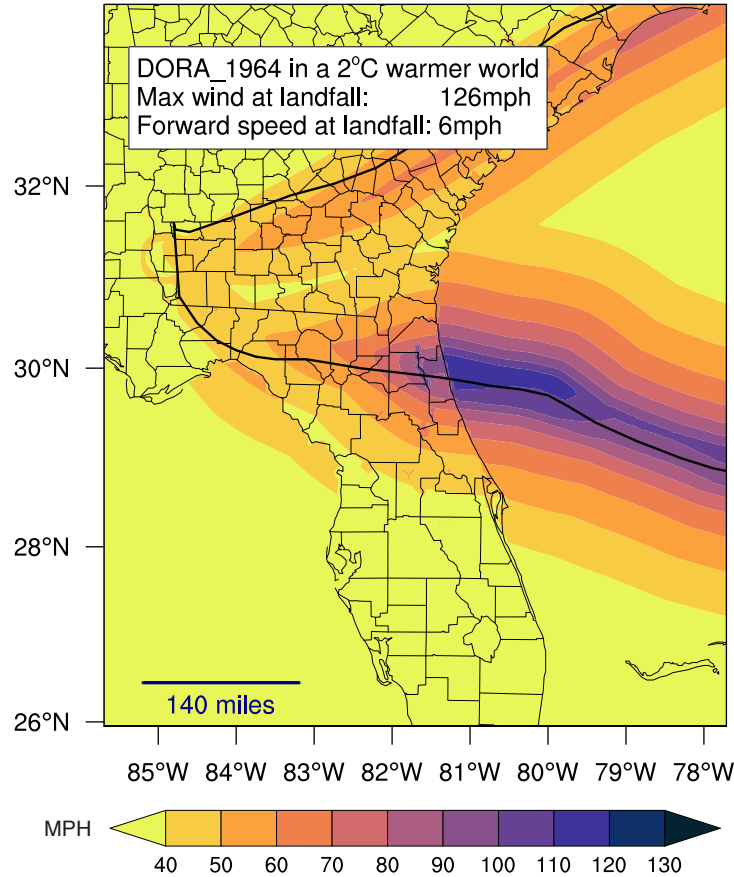 DORA_1964 in a 2°C warmer world
Max wind at landfall: 126mph
Forward speed at landfall: 6mph
32°N
30°N
28°N
26°N
140 miles
85°W 84°W 83°W 82°W 81°W 80°W 79°W 78°W
MPH
40 50 60 70 80 90 100 110 120 130